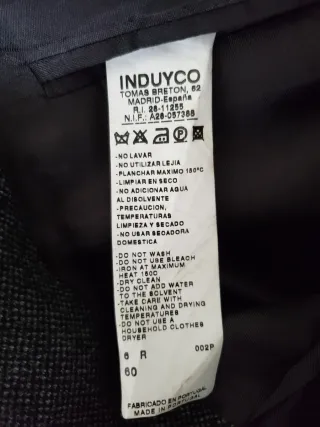 INDUYCO
TOMAS BRETON, 62
MADRID-España
R.I. 28-11255
N.I.F. A28-057355
-NO LAVAR
-NO UTILIZAR LEJIA
-PLANCHAR MAXIMO 150°C
-LIMPIAR EN SECO
-NO ADICIONAR AGUA
AL DISOLVENTE
-PRECAUCION,
TEMPERATURAS
LIMPIEZA Y SECADO
-NO USAR SECADORA
DOMESTICA
-DO NOT WASH
-DO NOT USE BLEACH
-IRON AT MAXIMUM
HEAT 150C
-DRY CLEAN
-DO NOT ADD WATER
TO THE SOLVENT
-TAKE CARE WITH
CLEANING AND DRYING
TEMPERATURES
-DO NOT USE A
HOUSEHOLD CLOTHES
DRYER
6 R 002P
60
FABRICADO EN PORTUGAL
MADE IN PORTUGAL